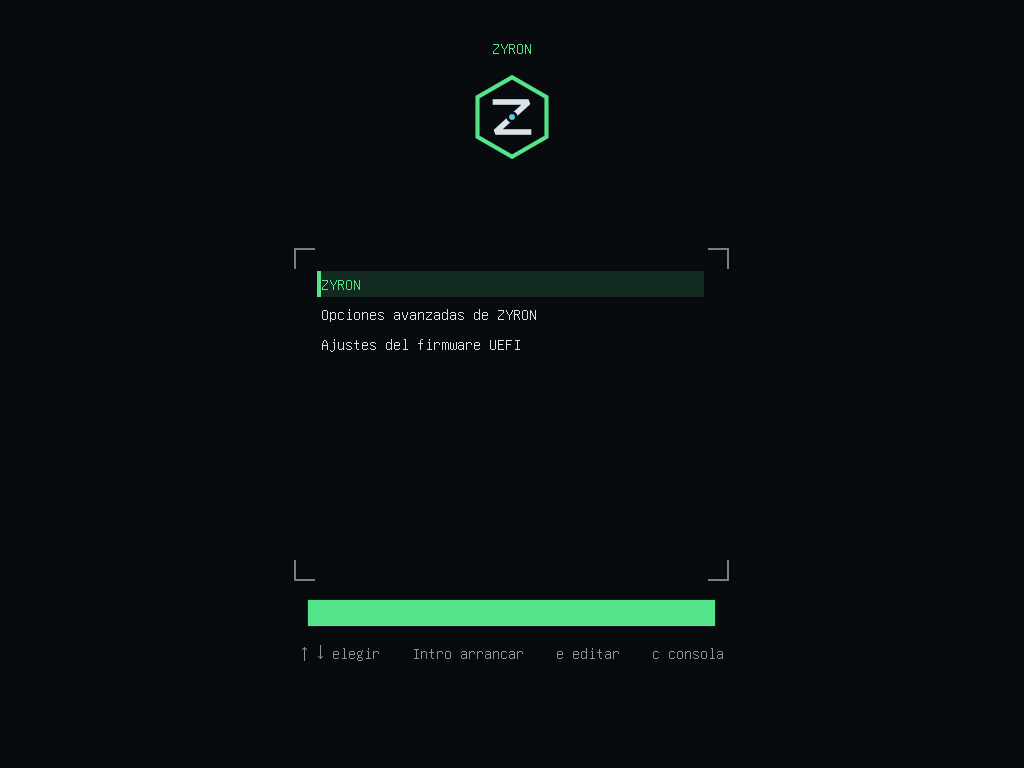 ZYRON
Z
ZYRON
Opciones avanzadas de ZYRON
Ajustes del firmware UEFI
↑ ↓ elegir    Intro arrancar    e editar    c consola